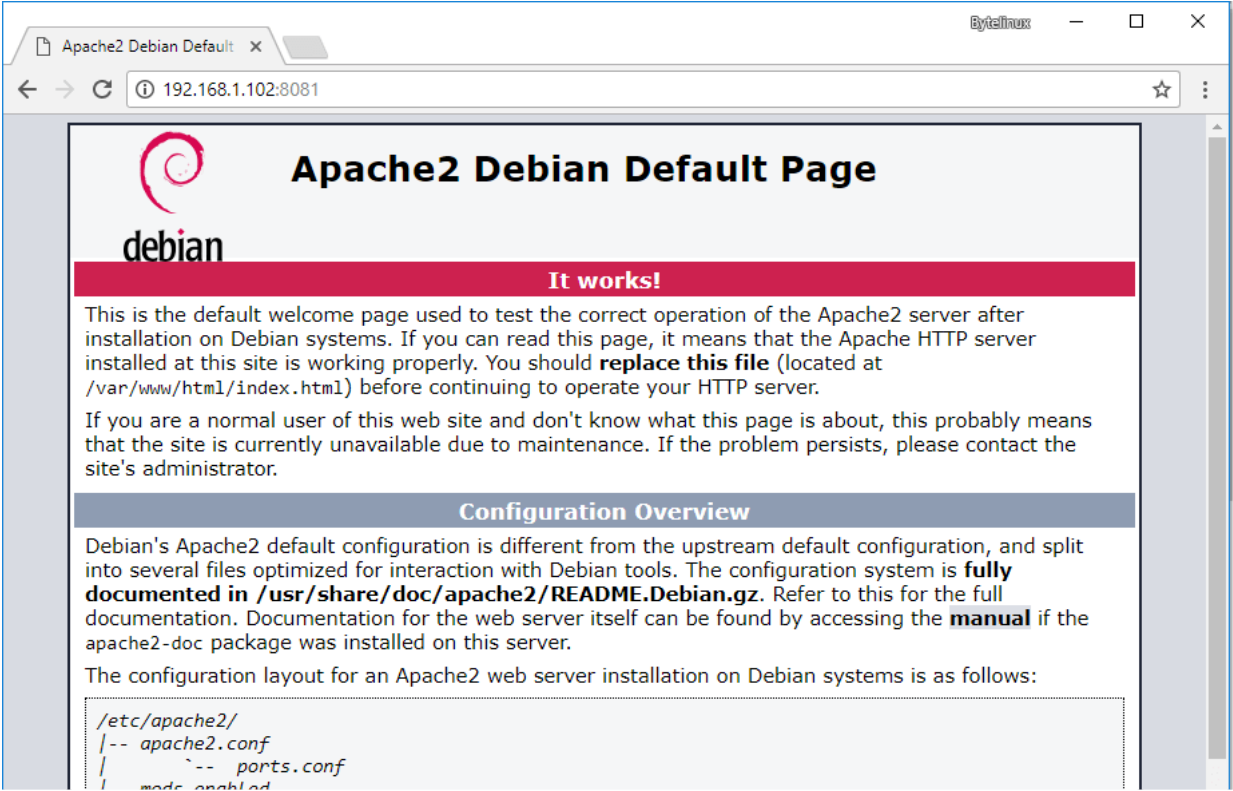 Bytelinux
Apache2 Debian Default
192.168.1.102:8081
debian
Apache2 Debian Default Page
It works!
This is the default welcome page used to test the correct operation of the Apache2 server after
installation on Debian systems. If you can read this page, it means that the Apache HTTP server
installed at this site is working properly. You should replace this file (located at
/var/www/html/index.html) before continuing to operate your HTTP server.
If you are a normal user of this web site and don't know what this page is about, this probably means
that the site is currently unavailable due to maintenance. If the problem persists, please contact the
site's administrator.
Configuration Overview
Debian's Apache2 default configuration is different from the upstream default configuration, and split
into several files optimized for interaction with Debian tools. The configuration system is fully
documented in /usr/share/doc/apache2/README.Debian.gz. Refer to this for the full
documentation. Documentation for the web server itself can be found by accessing the manual if the
apache2-doc package was installed on this server.
The configuration layout for an Apache2 web server installation on Debian systems is as follows:
/etc/apache2/
|-- apache2.conf
|       `--  ports.conf
|-- mods-enabled